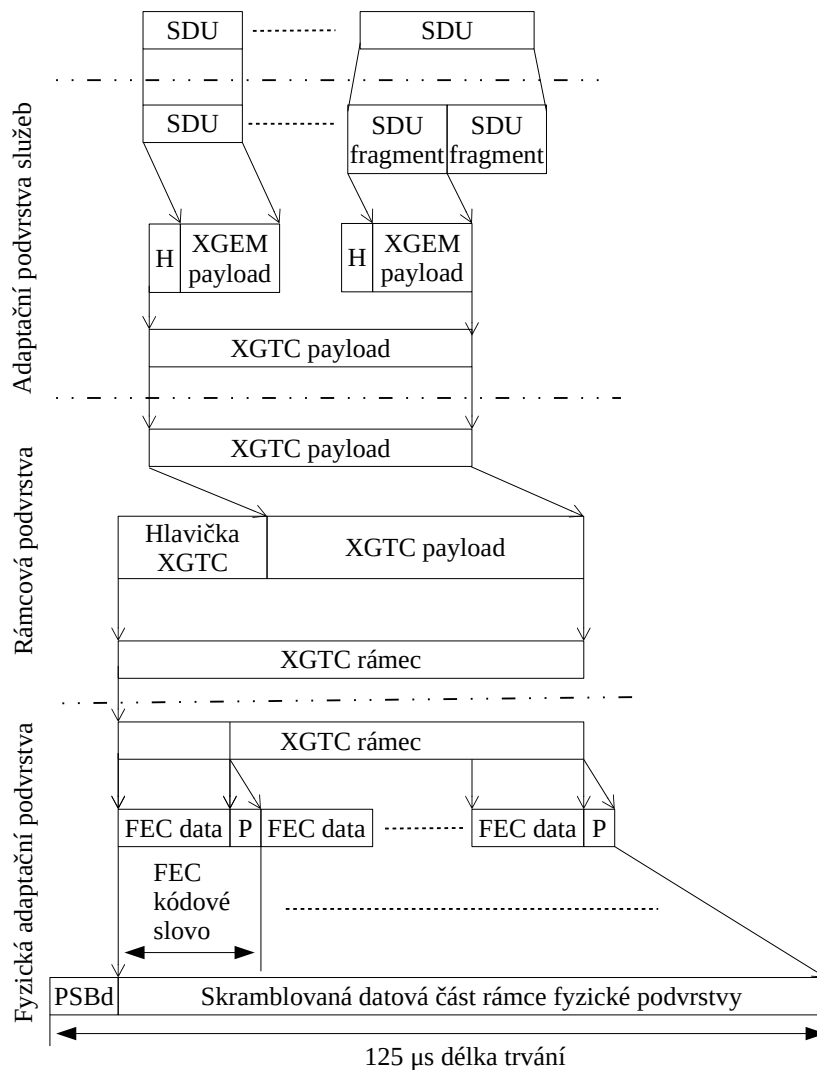 SDU
SDU
SDU
SDU
fragment
SDU
fragment
H
XGEM
payload
H
XGEM
payload
XGTC payload
Adaptační podvrstva služeb
XGTC payload
Hlavička
XGTC
XGTC payload
XGTC rámec
Rámcová podvrstva
XGTC rámec
FEC data
P
FEC data
FEC data
P
FEC
kódové
slovo
PSBd
Skramblovaná datová část rámce fyzické podvrstvy
Fyzická adaptační podvrstva
125 μs délka trvání